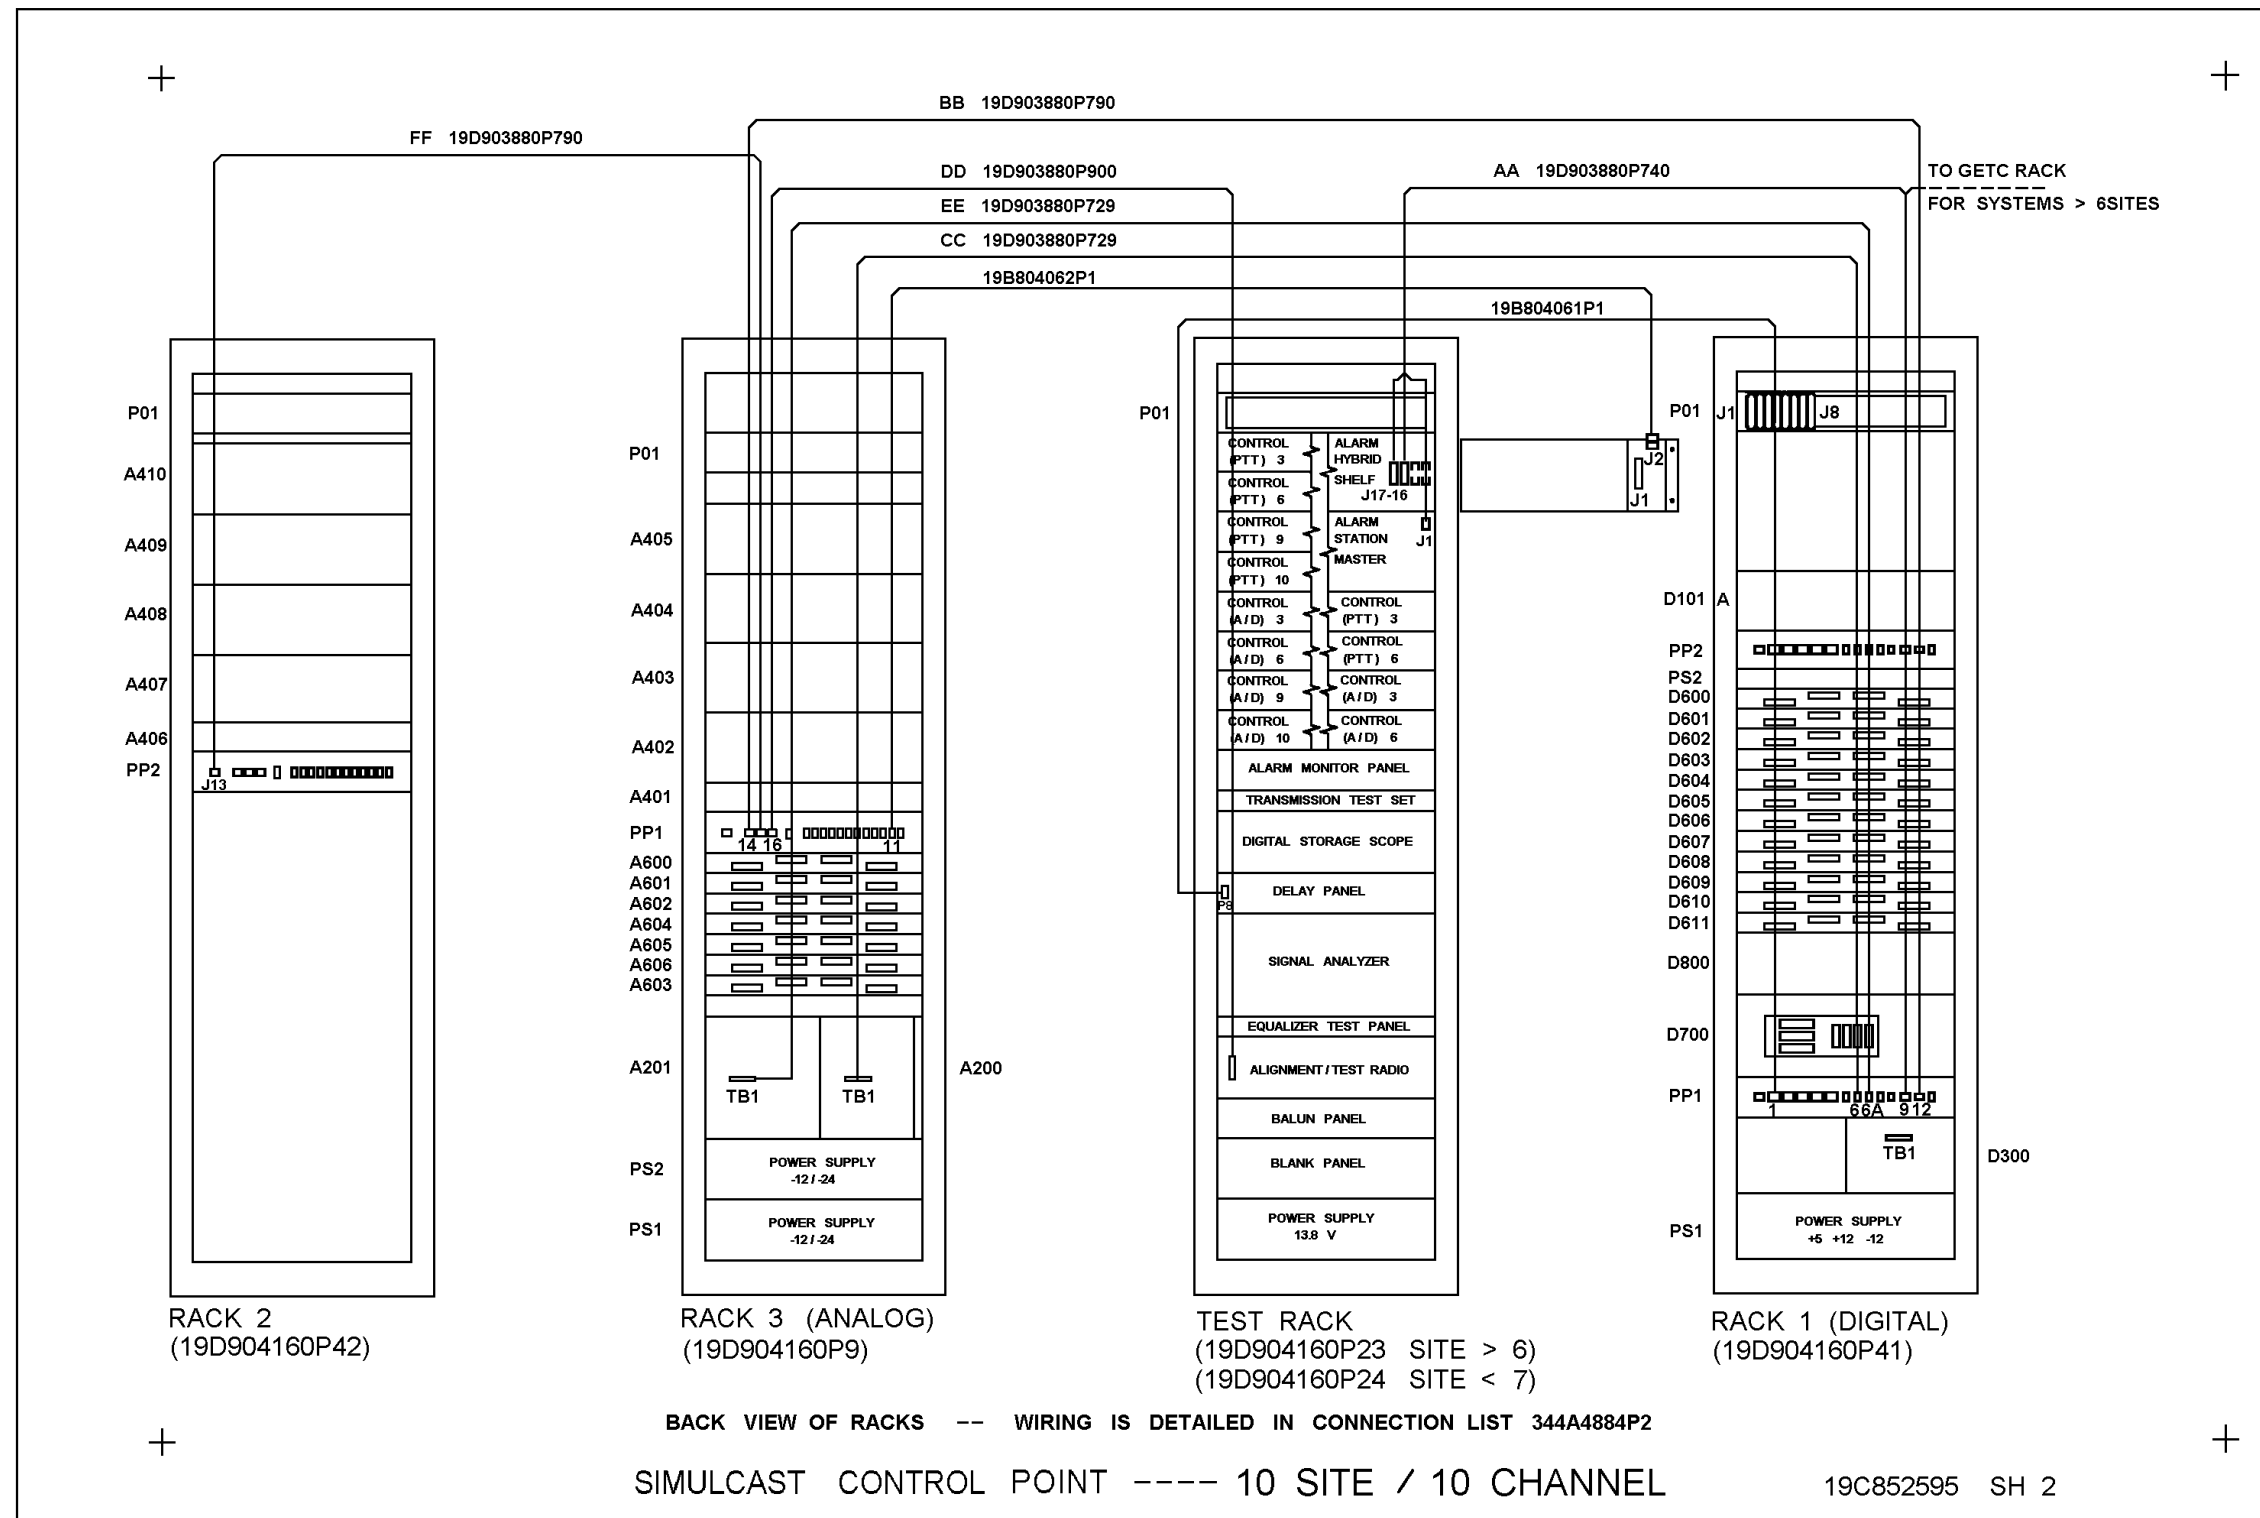 BB 19D903880P790
FF 19D903880P790
DD 19D903880P900
AA 19D903880P740
TO GETC RACK
FOR SYSTEMS > 6SITES
EE 19D903880P729
CC 19D903880P729
19B804062P1
19B804061P1
P01
A410
A409
A408
A407
A406
PP2
J13
RACK 2
(19D904160P42)
P01
A405
A404
A403
A402
A401
PP1
14 16
11
A600
A601
A602
A604
A605
A606
A603
A201
TB1
TB1
A200
PS2
POWER SUPPLY
-12 / -24
PS1
POWER SUPPLY
-12 / -24
RACK 3 (ANALOG)
(19D904160P9)
P01
CONTROL
(PTT) 3
CONTROL
(PTT) 6
CONTROL
(PTT) 9
CONTROL
(PTT) 10
CONTROL
(A/D) 3
CONTROL
(A/D) 6
CONTROL
(A/D) 9
CONTROL
(A/D) 10
ALARM
HYBRID
SHELF
J17-16
ALARM
STATION
MASTER
J1
CONTROL
(PTT) 3
CONTROL
(PTT) 6
CONTROL
(A/D) 3
CONTROL
(A/D) 6
ALARM MONITOR PANEL
TRANSMISSION TEST SET
DIGITAL STORAGE SCOPE
DELAY PANEL
P8
SIGNAL ANALYZER
EQUALIZER TEST PANEL
ALIGNMENT / TEST RADIO
BALUN PANEL
BLANK PANEL
POWER SUPPLY
13.8 V
TEST RACK
(19D904160P23 SITE > 6)
(19D904160P24 SITE < 7)
J2
J1
P01
J1
J8
D101
A
PP2
PS2
D600
D601
D602
D603
D604
D605
D606
D607
D608
D609
D610
D611
D800
D700
PP1
1
6 6A
9 12
TB1
D300
PS1
POWER SUPPLY
+5 +12 -12
RACK 1 (DIGITAL)
(19D904160P41)
BACK VIEW OF RACKS -- WIRING IS DETAILED IN CONNECTION LIST 344A4884P2
SIMULCAST CONTROL POINT ---- 10 SITE / 10 CHANNEL
19C852595 SH 2